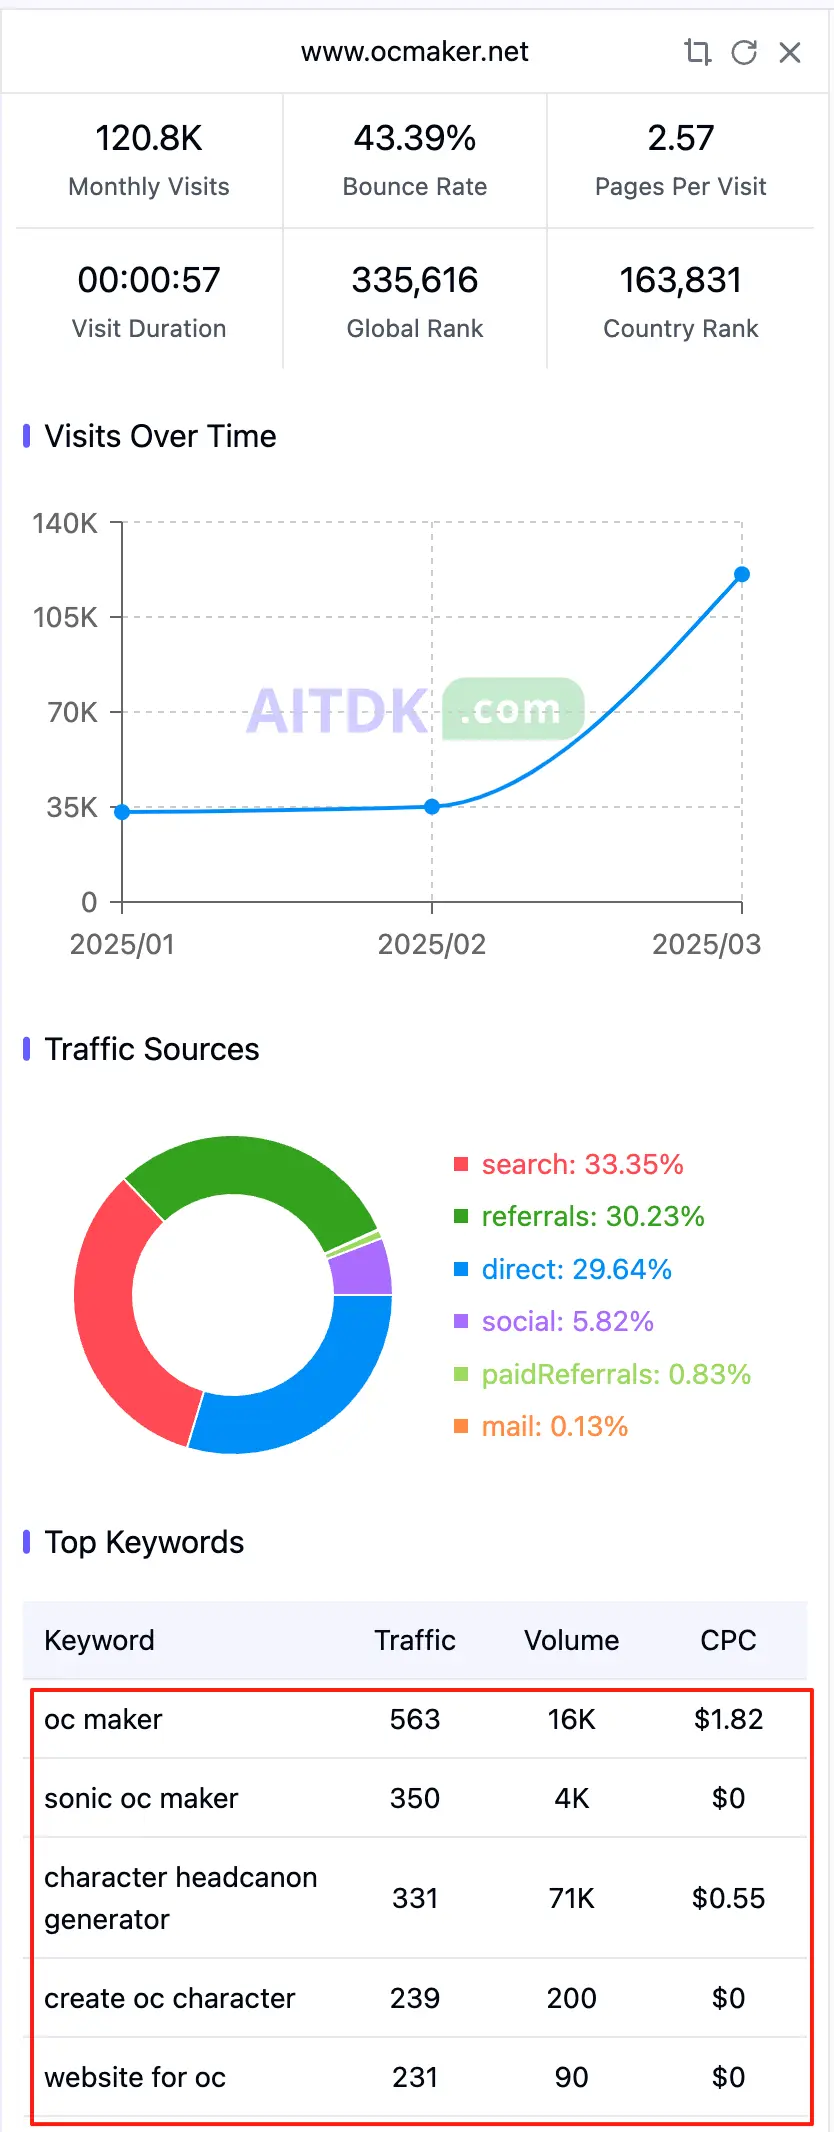 www.ocmaker.net
120.8K 43.39% 2.57
Monthly Visits Bounce Rate Pages Per Visit
00:00:57 335,616 163,831
Visit Duration Global Rank Country Rank
Visits Over Time
140K
105K
70K
35K
0
AITDK .com
2025/01 2025/02 2025/03
Traffic Sources
search: 33.35%
referrals: 30.23%
direct: 29.64%
social: 5.82%
paidReferrals: 0.83%
mail: 0.13%
Top Keywords
Keyword Traffic Volume CPC
oc maker 563 16K $1.82
sonic oc maker 350 4K $0
character headcanon
generator 331 71K $0.55
create oc character 239 200 $0
website for oc 231 90 $0